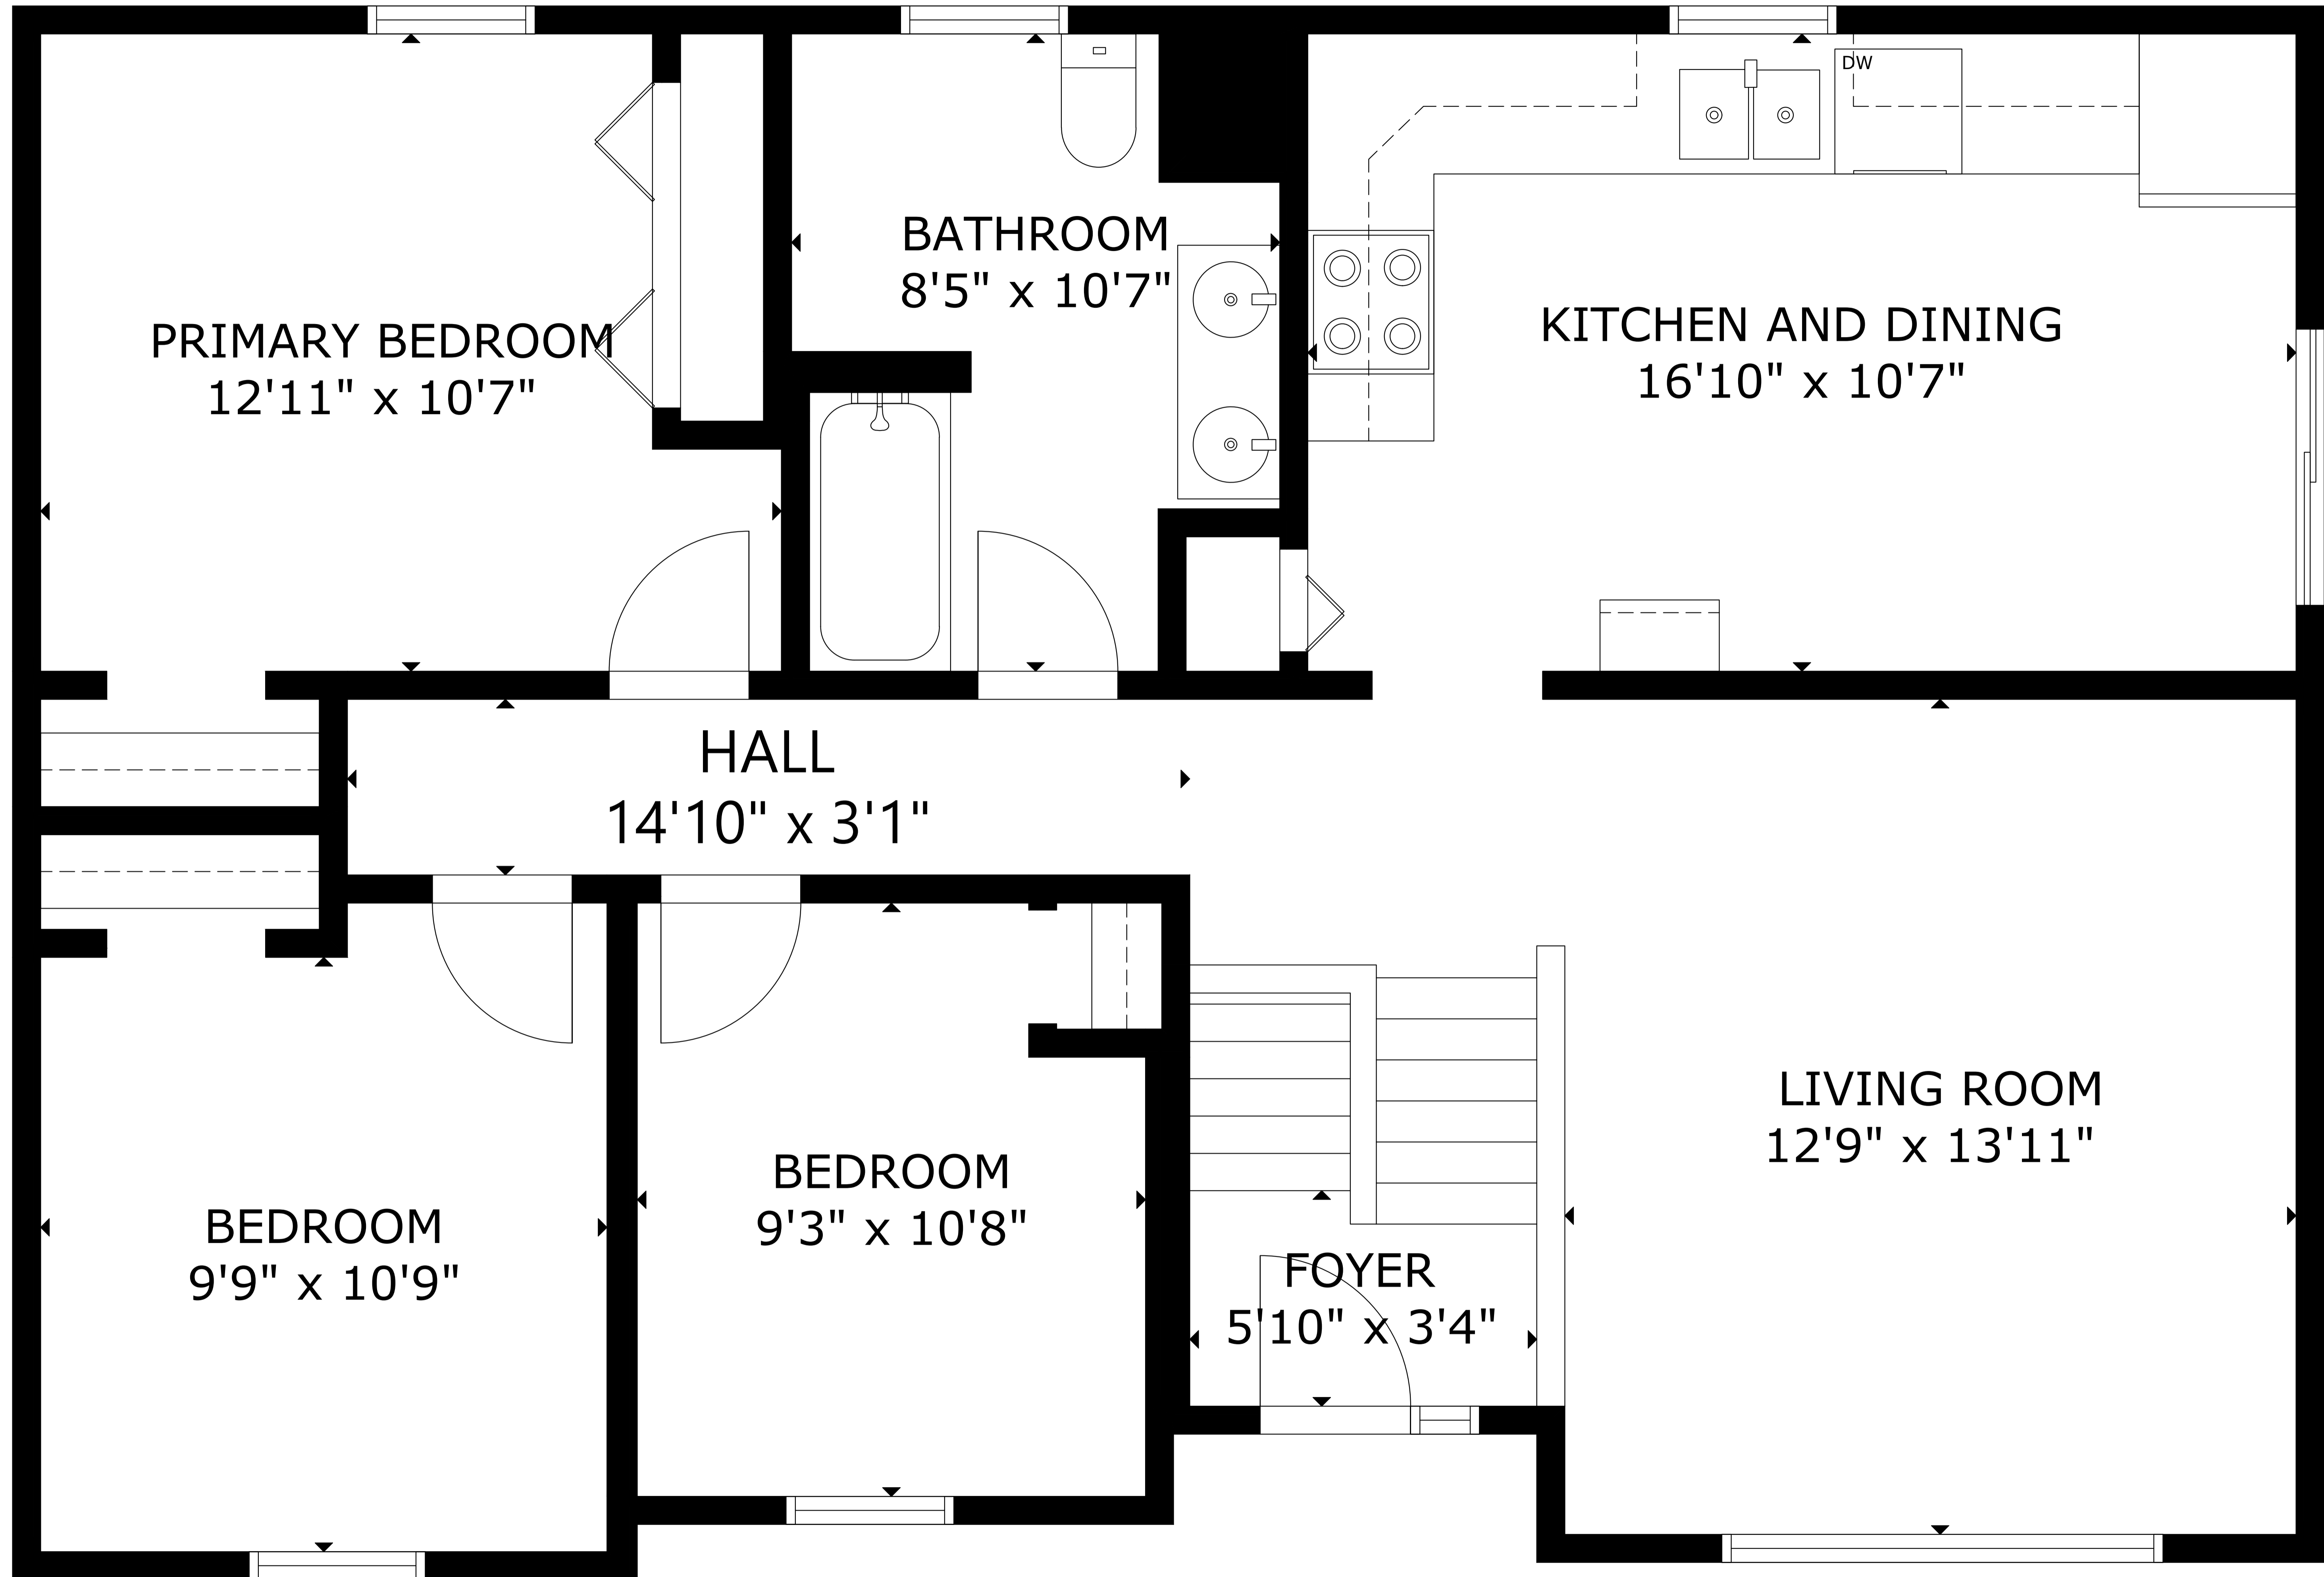 DW
BATHROOM
8'5" x 10'7"
PRIMARY BEDROOM
12'11" x 10'7"
KITCHEN AND DINING
16'10" x 10'7"
HALL
14'10" x 3'1"
LIVING ROOM
12'9" x 13'11"
BEDROOM
9'3" x 10'8"
BEDROOM
9'9" x 10'9"
FOYER
5'10" x 3'4"